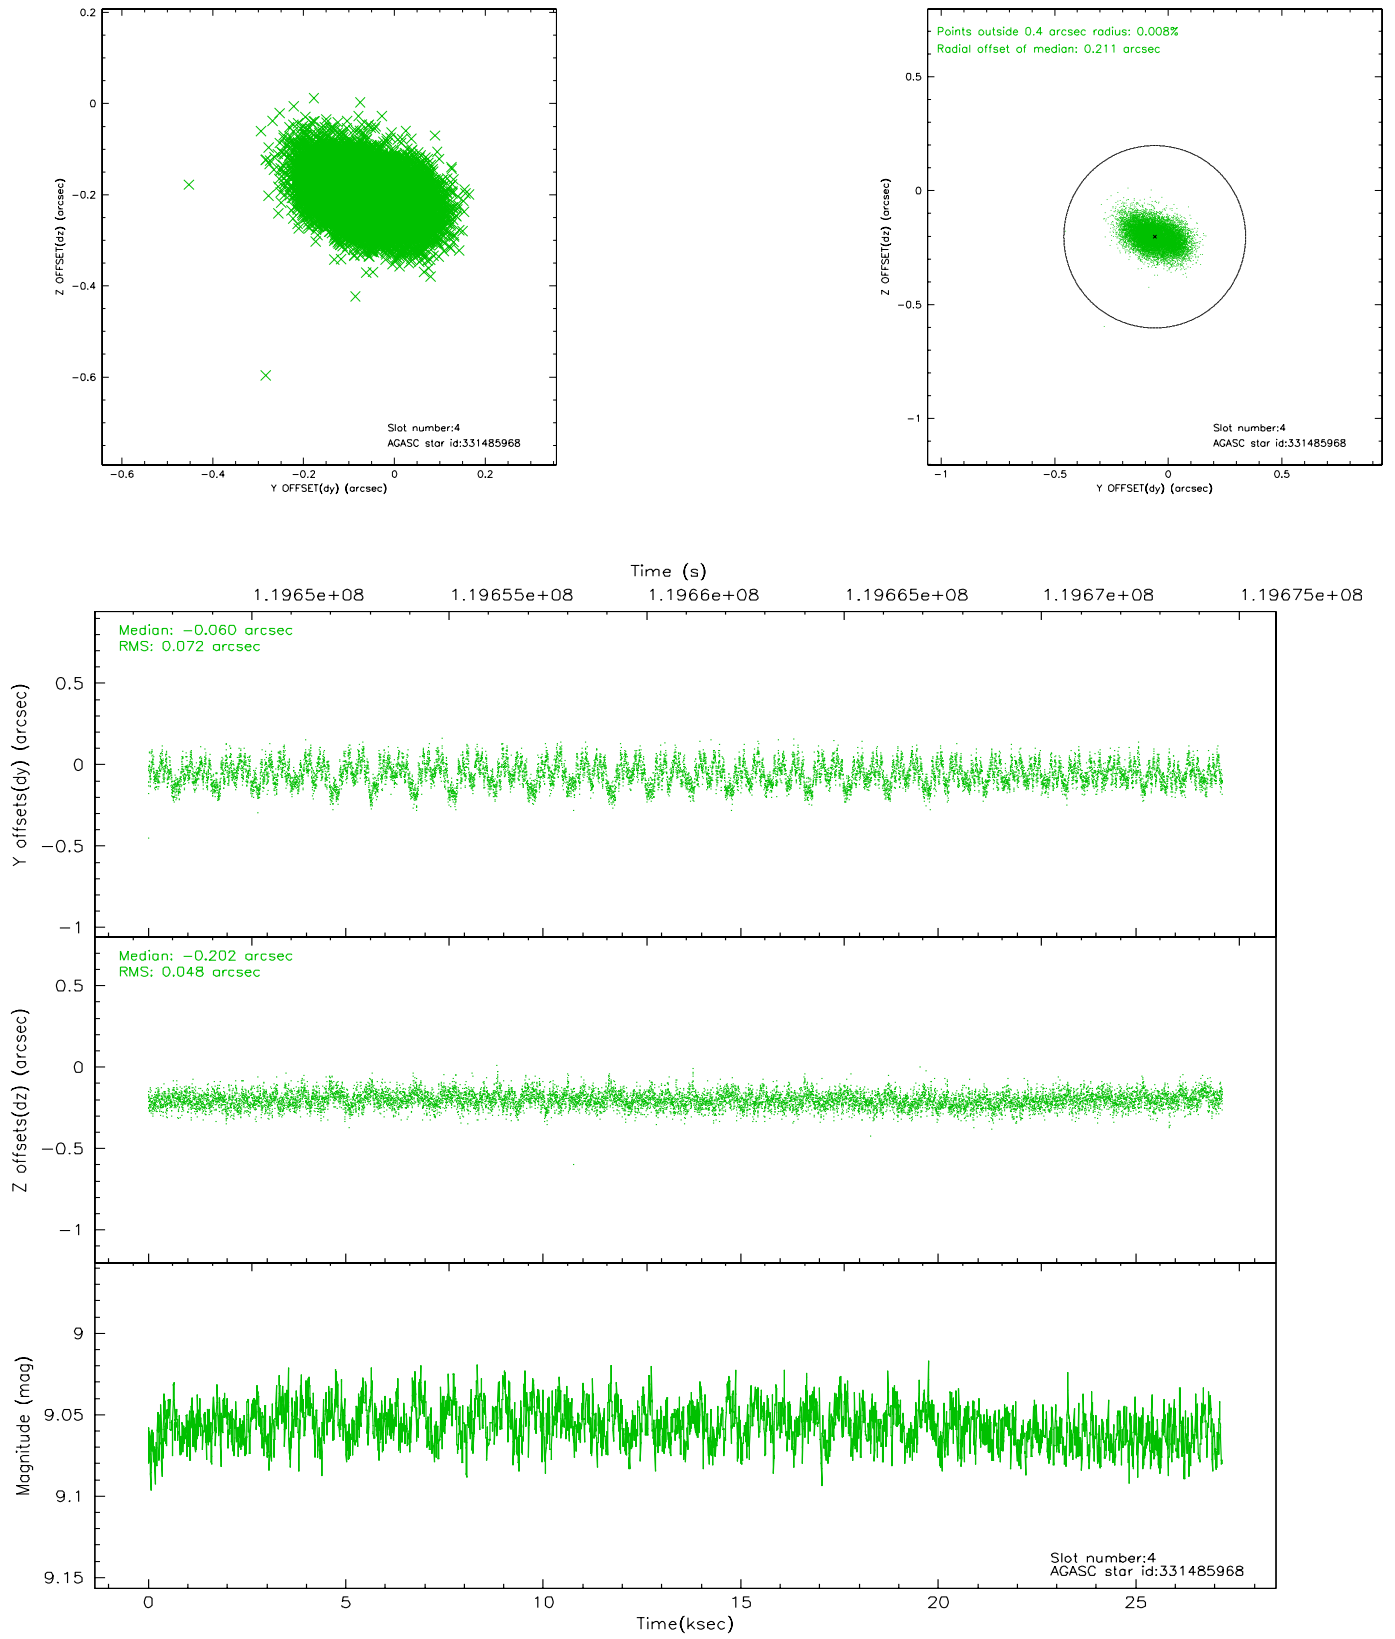 0.2
0
−0.2
−0.4
−0.6
Z OFFSET(dz) (arcsec)
Slot number:4
AGASC star id:331485968
−0.6
−0.4
−0.2
0
0.2
Y OFFSET(dy) (arcsec)
Points outside 0.4 arcsec radius: 0.008%
Radial offset of median: 0.211 arcsec
0.5
0
−0.5
−1
Z OFFSET(dz) (arcsec)
Slot number:4
AGASC star id:331485968
−1
−0.5
0
0.5
Y OFFSET(dy) (arcsec)
Time (s)
1.1965e+08
1.19655e+08
1.1966e+08
1.19665e+08
1.1967e+08
1.19675e+08
Median: −0.060 arcsec
RMS: 0.072 arcsec
0.5
0
−0.5
−1
Y offsets(dy) (arcsec)
Median: −0.202 arcsec
RMS: 0.048 arcsec
0.5
0
−0.5
−1
Z offsets(dz) (arcsec)
9
9.05
9.1
9.15
Magnitude (mag)
Slot number:4
AGASC star id:331485968
0
5
10
15
20
25
Time(ksec)